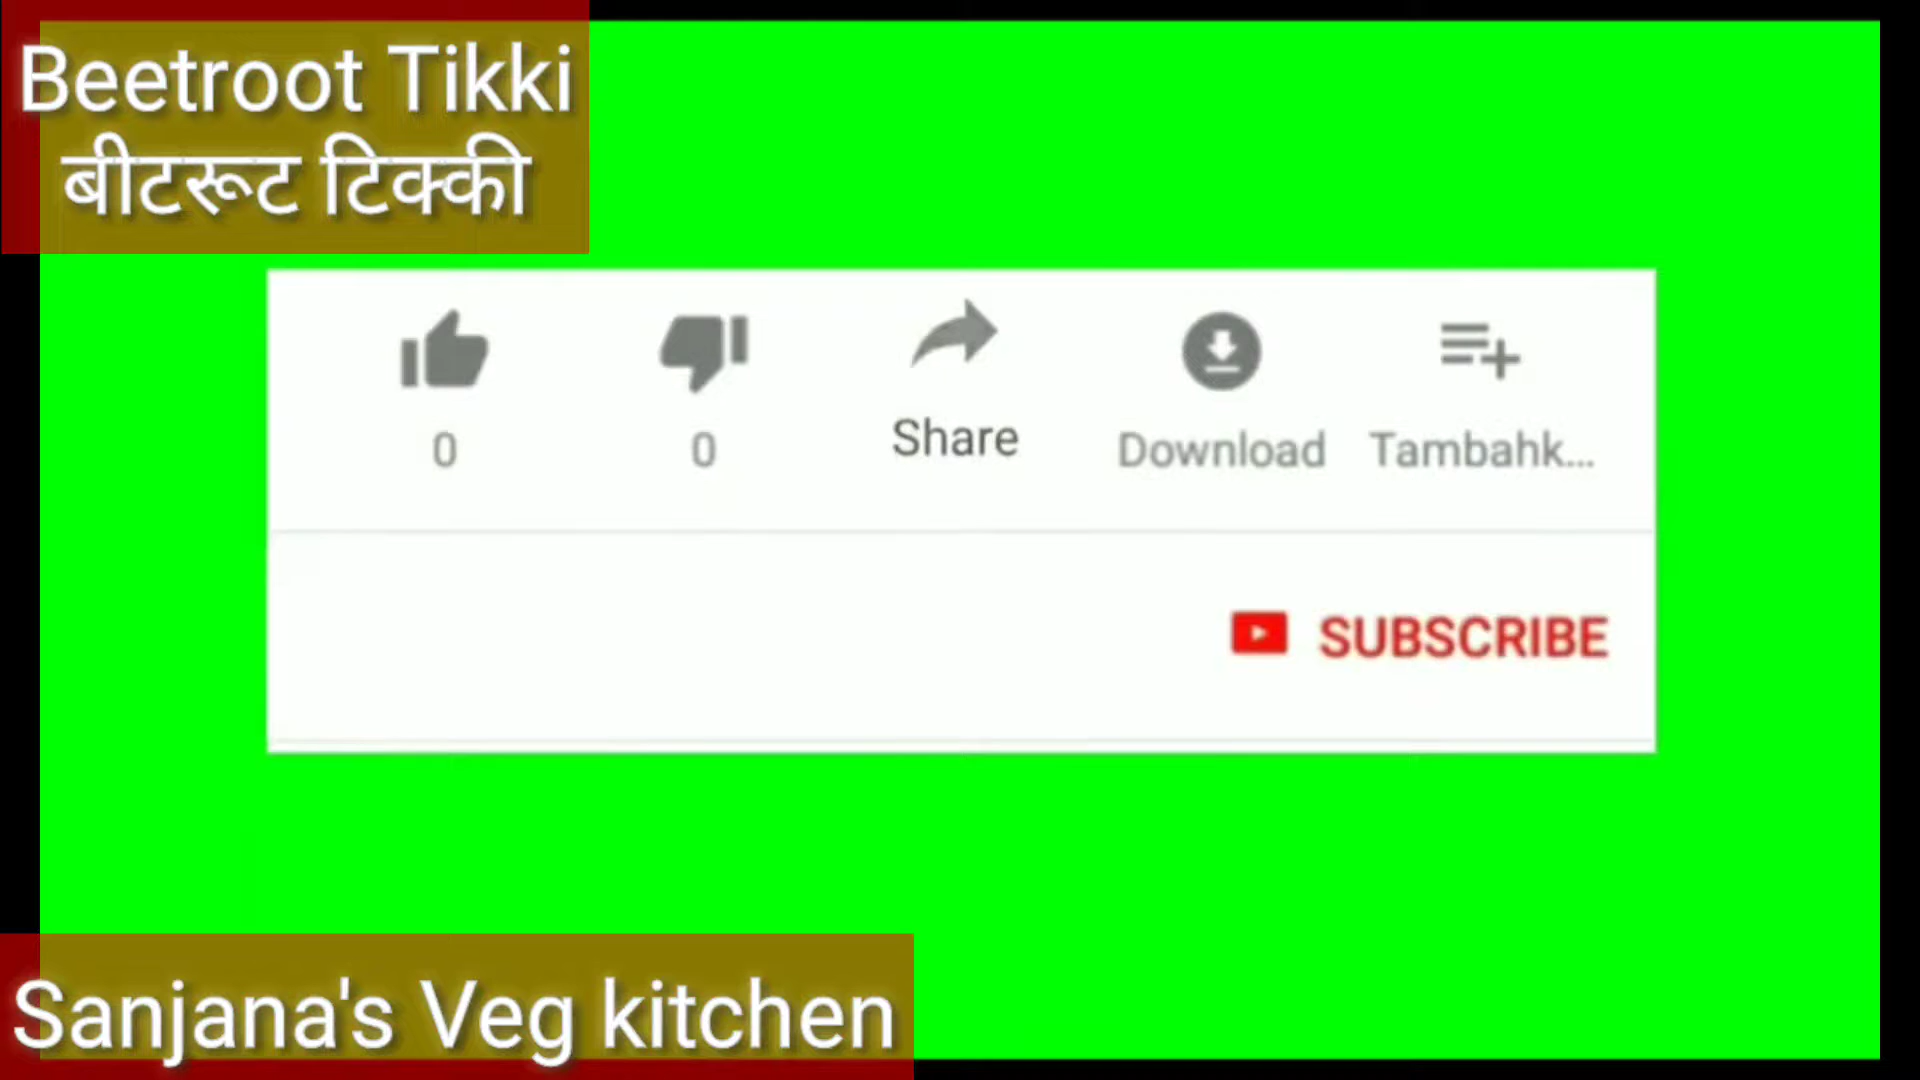 Beetroot Tikki
बीटरूट टिक्की
0 0 Share Download Tambahk...
SUBSCRIBE
Sanjana's Veg kitchen